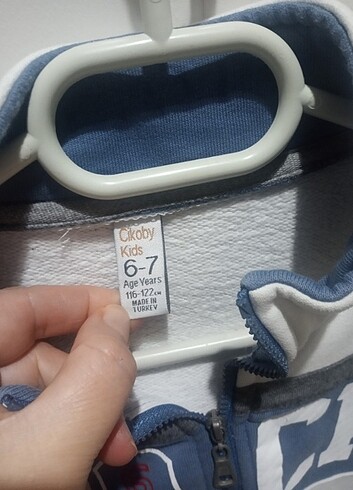 Cikoby
Kids
6-7
Age Years
116-122 CM
MADE IN
TURKEY